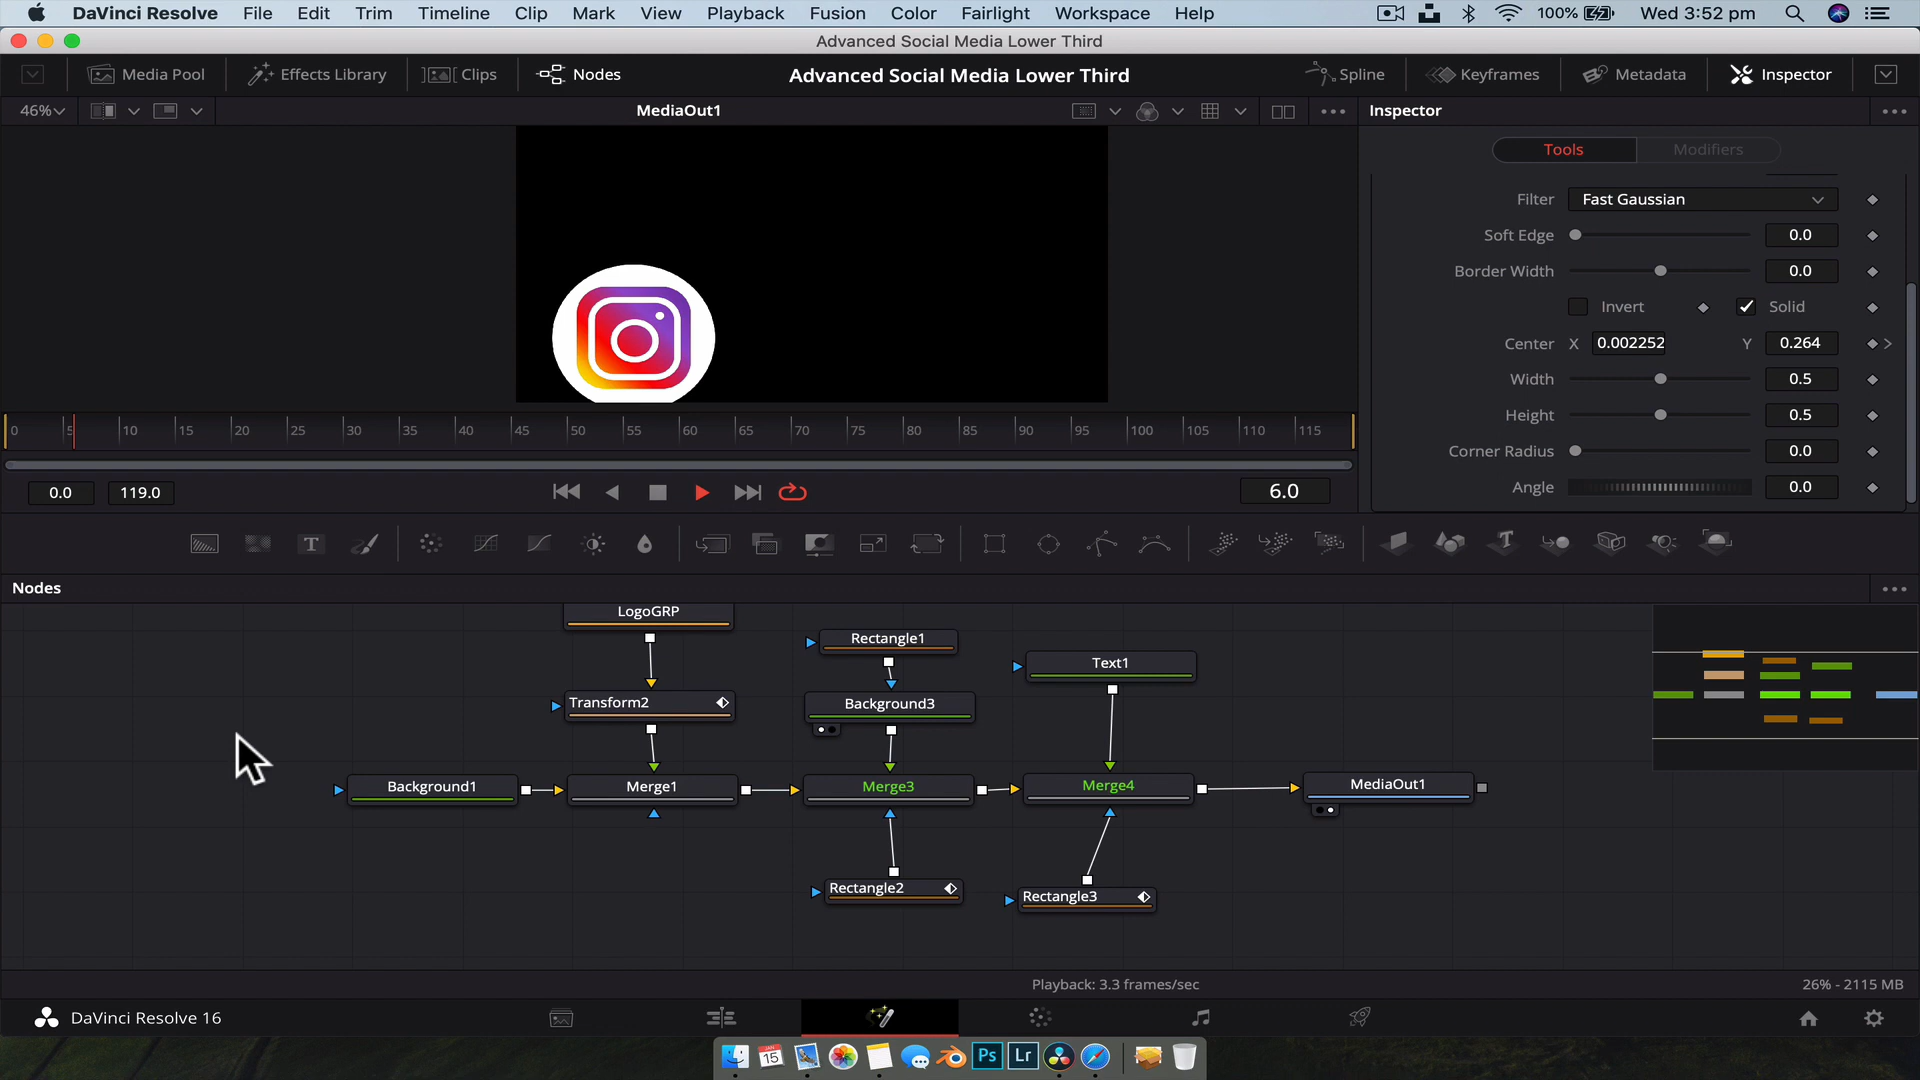 DaVinci Resolve File Edit Trim Timeline Clip Mark View Playback Fusion Color Fairlight Workspace Help 100% Wed 3:52 pm
Advanced Social Media Lower Third
Media Pool Effects Library Clips Nodes Advanced Social Media Lower Third Spline Keyframes Metadata Inspector
46% MediaOut1 Inspector
Tools Modifiers
Filter Fast Gaussian
Soft Edge 0.0
Border Width 0.0
Invert Solid
Center X 0.002252 Y 0.264
Width 0.5
Height 0.5
Corner Radius 0.0
Angle 0.0
0 5 10 15 20 25 30 35 40 45 50 55 60 65 70 75 80 85 90 95 100 105 110 115
0.0 119.0 6.0
T
Nodes
LogoGRP
Rectangle1
Text1
Transform2
Background3
Background1 Merge1 Merge3 Merge4 MediaOut1
Rectangle2 Rectangle3
Playback: 3.3 frames/sec 26% - 2115 MB
DaVinci Resolve 16
JAN
15
Ps
Lr